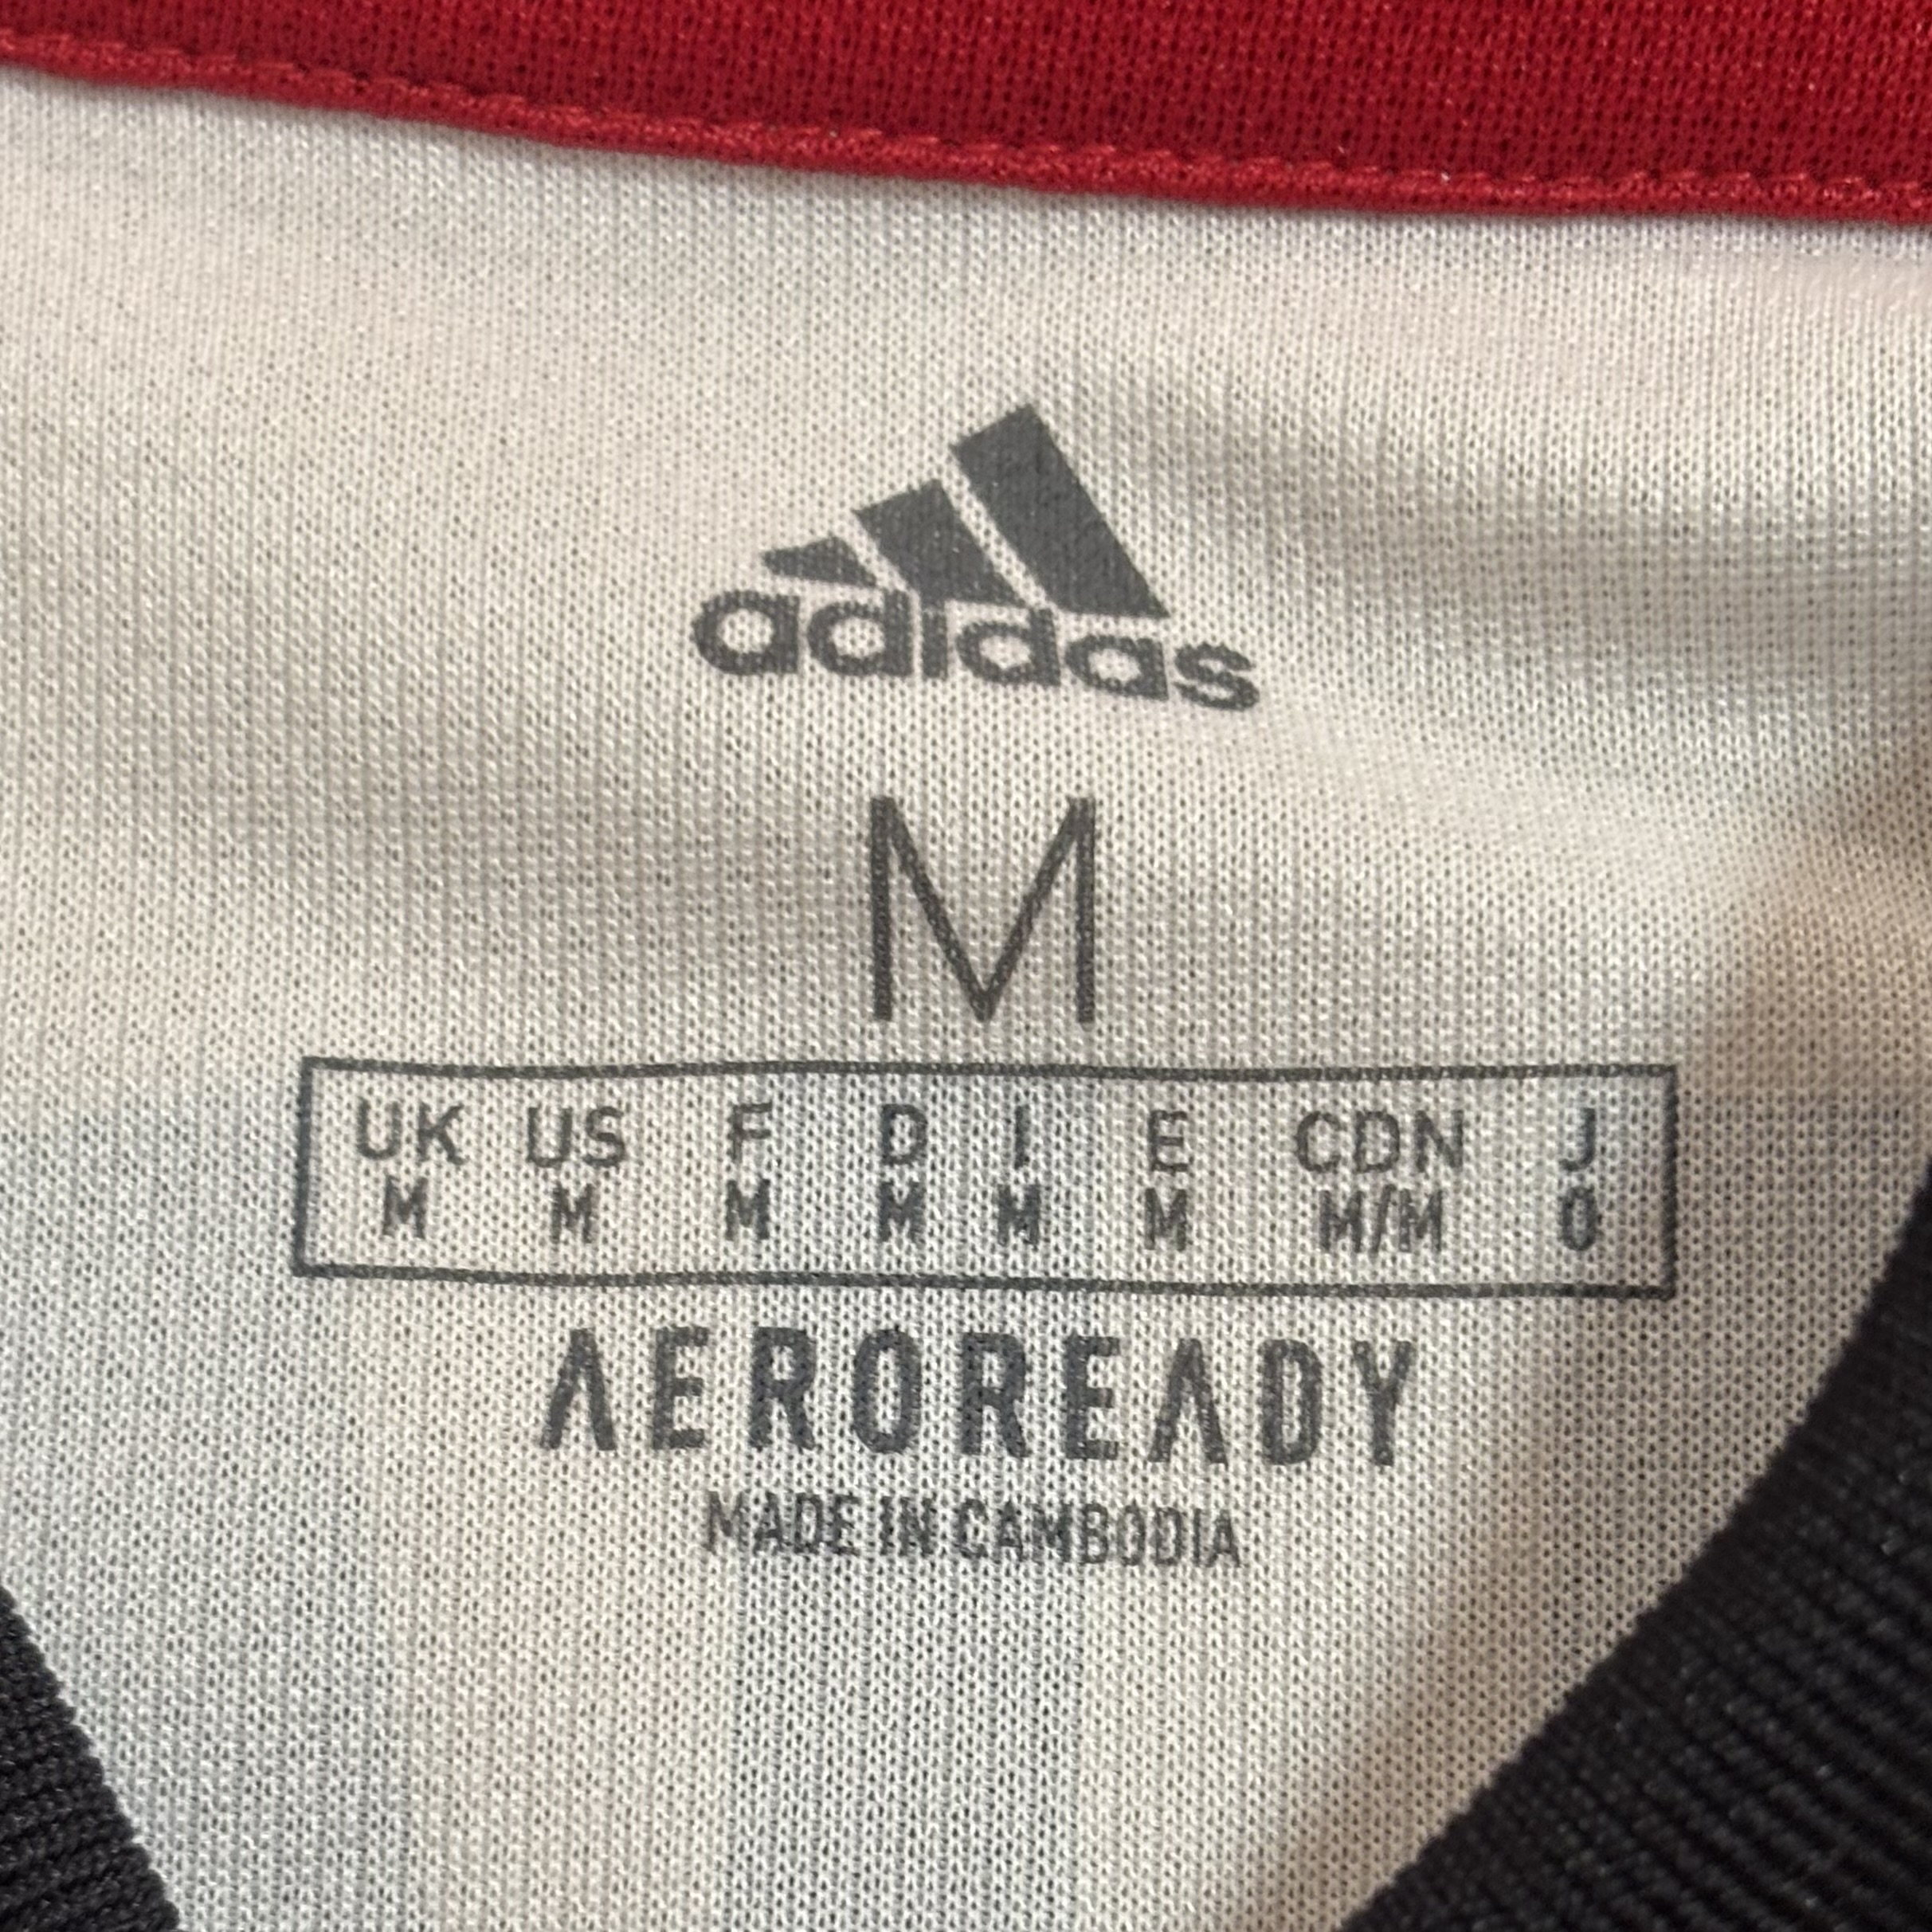 adidas
M
UK US F D I E CDN J
M M M M M M M/M O
AEROREADY
MADE IN CAMBODIA